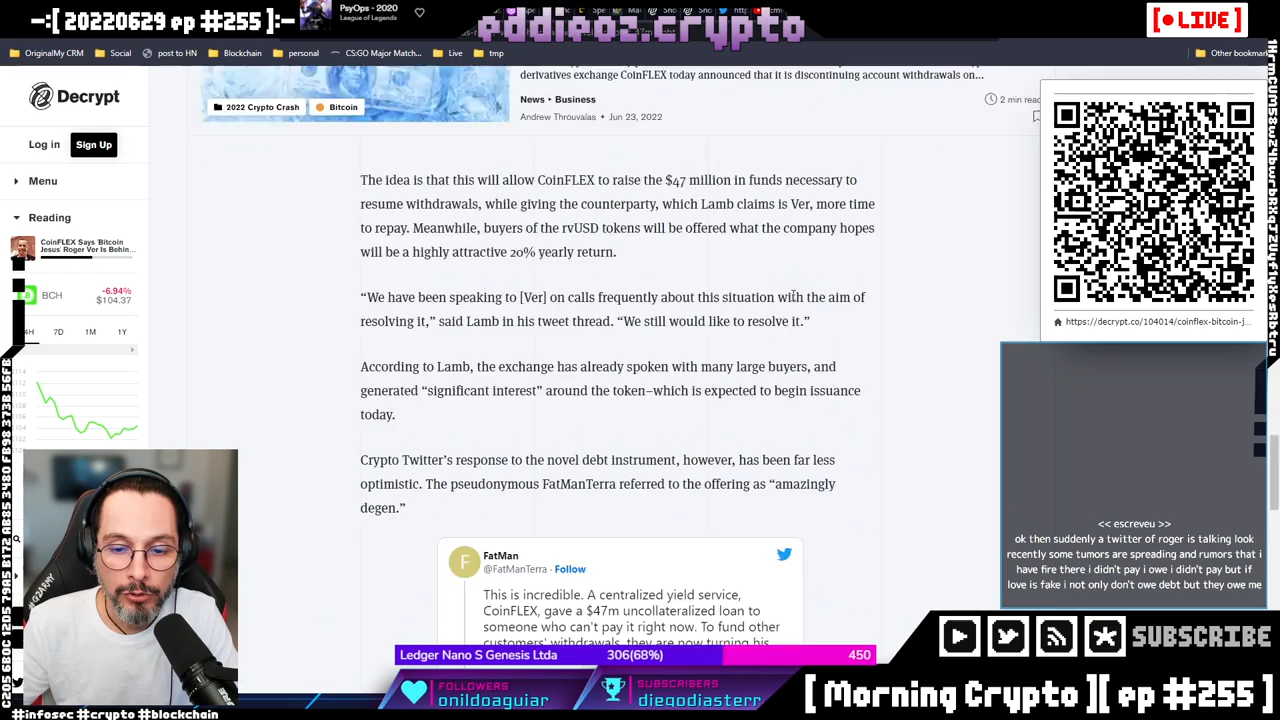 -:[ 20220629 ep #255 ]:-
PsyOps - 2020
League of Legends
eddieoz.crypto
[● LIVE]
OriginalMy CRM
Social
post to HN
Blockchain
personal
CS:GO Major Match...
Live
tmp
Other bookmar
Decrypt
Log in
Sign Up
Menu
Reading
CoinFLEX Says 'Bitcoin
Jesus' Roger Ver Is Behin...
BCH
-6.94%
$104.37
7D
1M
1Y
2022 Crypto Crash
Bitcoin
derivatives exchange CoinFLEX today announced that it is discontinuing account withdrawals on...
News • Business
2 min read
Andrew Throuvalas • Jun 23, 2022
The idea is that this will allow CoinFLEX to raise the $47 million in funds necessary to
resume withdrawals, while giving the counterparty, which Lamb claims is Ver, more time
to repay. Meanwhile, buyers of the rvUSD tokens will be offered what the company hopes
will be a highly attractive 20% yearly return.
“We have been speaking to [Ver] on calls frequently about this situation with the aim of
resolving it,” said Lamb in his tweet thread. “We still would like to resolve it.”
According to Lamb, the exchange has already spoken with many large buyers, and
generated “significant interest” around the token–which is expected to begin issuance
today.
Crypto Twitter’s response to the novel debt instrument, however, has been far less
optimistic. The pseudonymous FatManTerra referred to the offering as “amazingly
degen.”
F
FatMan
@FatManTerra · Follow
This is incredible. A centralized yield service,
CoinFLEX, gave a $47m uncollateralized loan to
someone who can't pay it right now. To fund other
customers' withdrawals, they are now turning his
https://decrypt.co/104014/coinflex-bitcoin-j...
<< escreveu >>
ok then suddenly a twitter of roger is talking look
recently some tumors are spreading and rumors that i
have fire there i didn't pay i owe i didn't pay but if
love is fake i not only don't owe debt but they owe me
Ledger Nano S Genesis Ltda
306(68%)
450
FOLLOWERS
onildoaguiar
SUBSCRIBERS
diegodiasterr
SUBSCRIBE
[ Morning Crypto ][ ep #255 ]
#infosec #crypto #blockchain